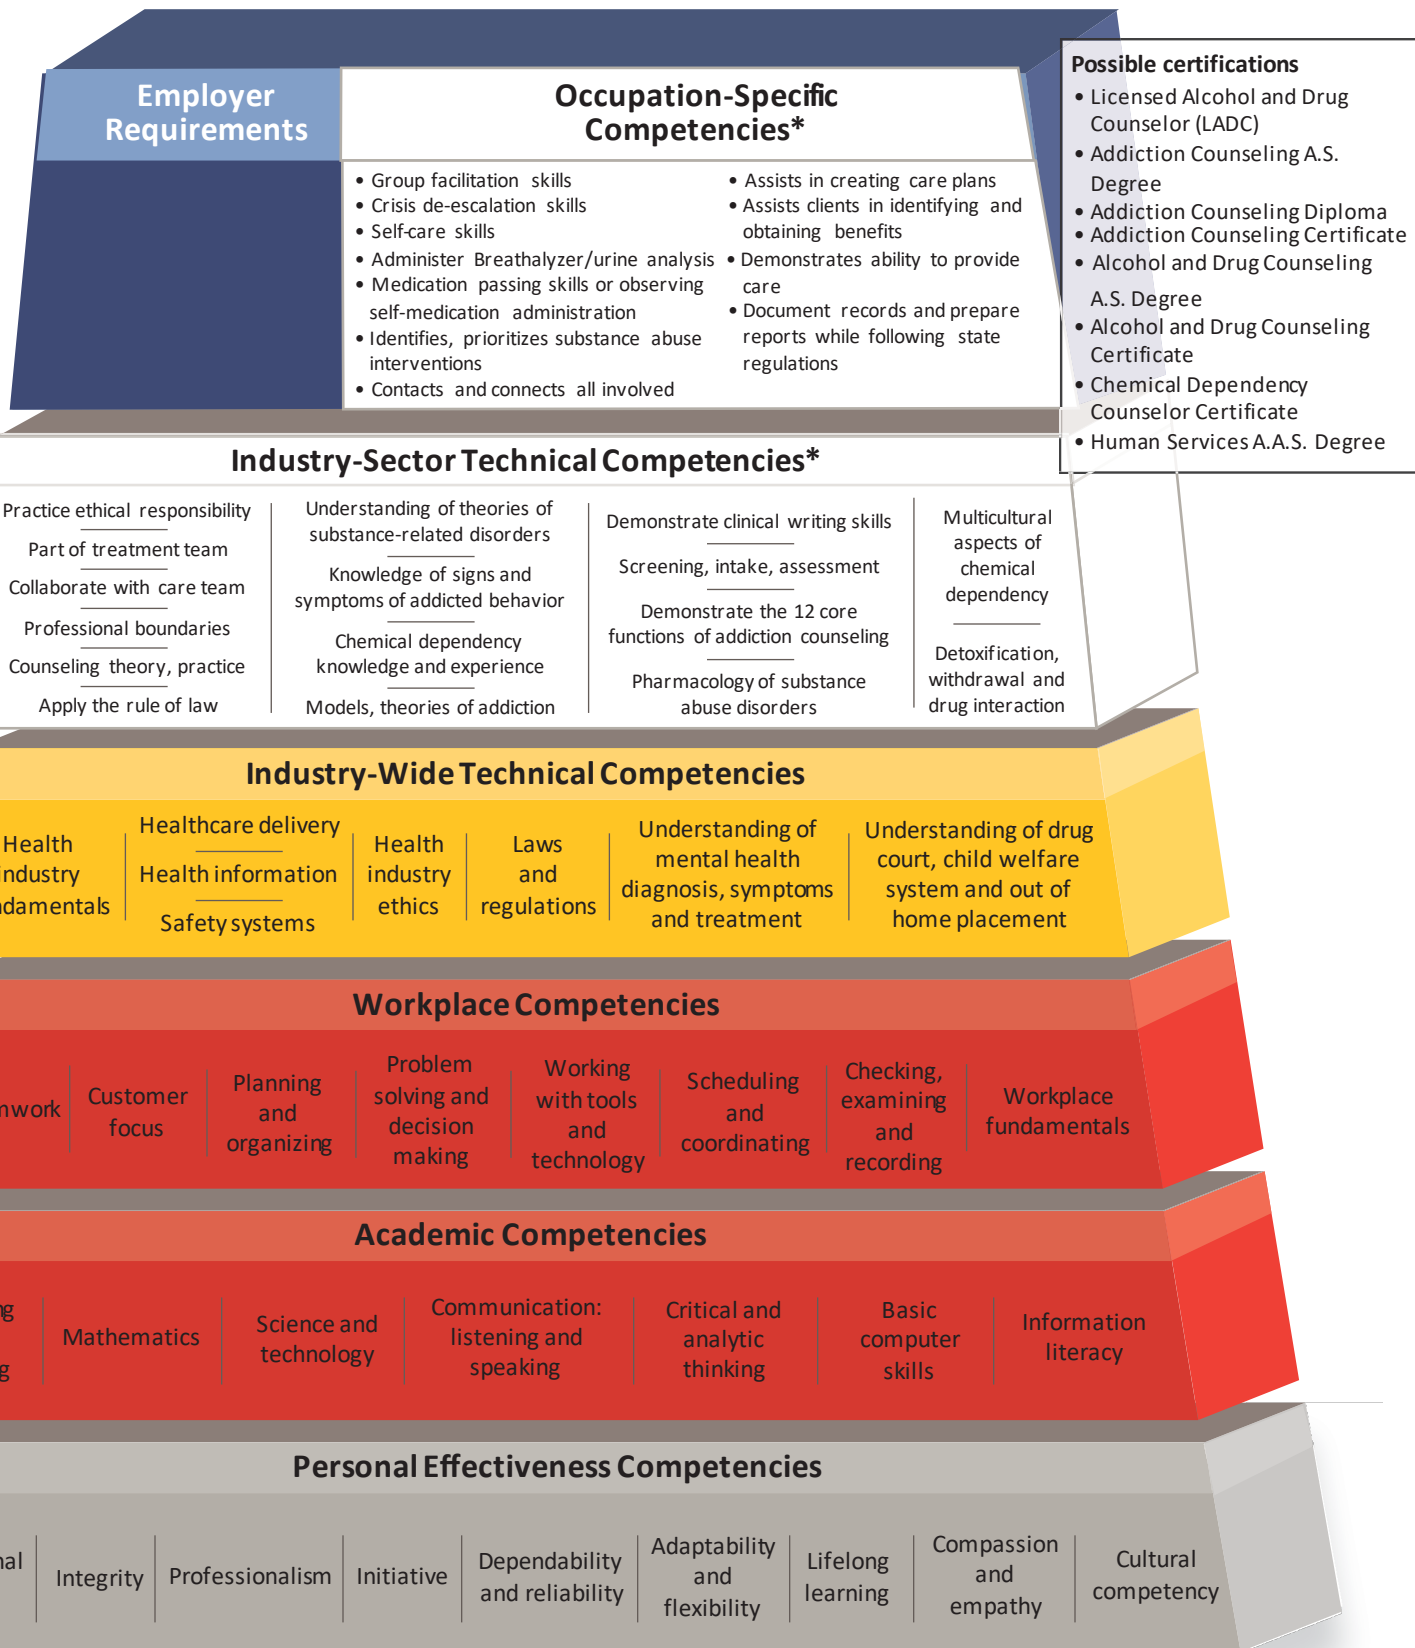 Employer
Requirements
Occupation-Specific
Competencies*
• Group facilitation skills
• Crisis de-escalation skills
• Self-care skills
• Administer Breathalyzer/urine analysis
• Medication passing skills or observing
self-medication administration
• Identifies, prioritizes substance abuse
interventions
• Contacts and connects all involved
• Assists in creating care plans
• Assists clients in identifying and
obtaining benefits
• Demonstrates ability to provide
care
• Document records and prepare
reports while following state
regulations
Possible certifications
• Licensed Alcohol and Drug
Counselor (LADC)
• Addiction Counseling A.S.
Degree
• Addiction Counseling Diploma
• Addiction Counseling Certificate
• Alcohol and Drug Counseling
A.S. Degree
• Alcohol and Drug Counseling
Certificate
• Chemical Dependency
Counselor Certificate
• Human Services A.A.S. Degree
Industry-Sector Technical Competencies*
Practice ethical responsibility
Part of treatment team
Collaborate with care team
Professional boundaries
Counseling theory, practice
Apply the rule of law
Understanding of theories of
substance-related disorders
Knowledge of signs and
symptoms of addicted behavior
Chemical dependency
knowledge and experience
Models, theories of addiction
Demonstrate clinical writing skills
Screening, intake, assessment
Demonstrate the 12 core
functions of addiction counseling
Pharmacology of substance
abuse disorders
Multicultural
aspects of
chemical
dependency
Detoxification,
withdrawal and
drug interaction
Industry-Wide Technical Competencies
Health
industry
damentals
Healthcare delivery
Health information
Safety systems
Health
industry
ethics
Laws
and
regulations
Understanding of
mental health
diagnosis, symptoms
and treatment
Understanding of drug
court, child welfare
system and out of
home placement
Workplace Competencies
mwork
Customer
focus
Planning
and
organizing
Problem
solving and
decision
making
Working
with tools
and
technology
Scheduling
and
coordinating
Checking,
examining
and
recording
Workplace
fundamentals
Academic Competencies
ng
g
Mathematics
Science and
technology
Communication:
listening and
speaking
Critical and
analytic
thinking
Basic
computer
skills
Information
literacy
Personal Effectiveness Competencies
nal
Integrity
Professionalism
Initiative
Dependability
and reliability
Adaptability
and
flexibility
Lifelong
learning
Compassion
and
empathy
Cultural
competency